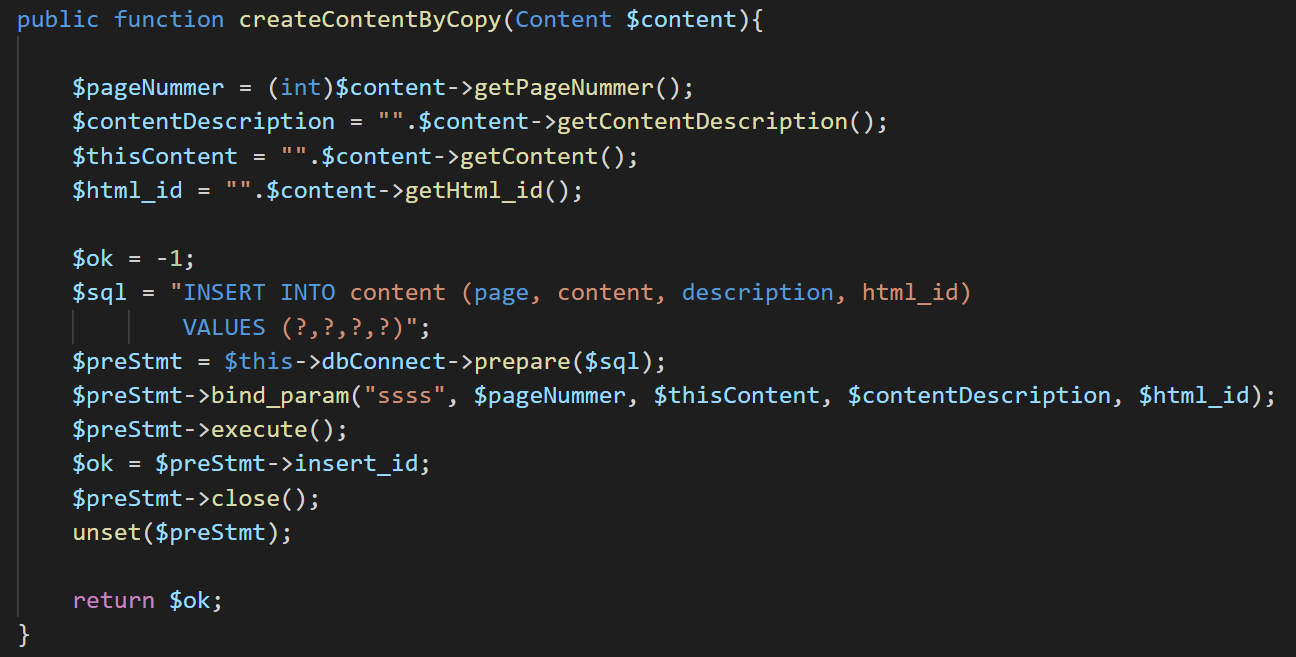 public function createContentByCopy(Content $content){
$pageNummer = (int)$content->getPageNummer();
$contentDescription = "".$content->getContentDescription();
$thisContent = "".$content->getContent();
$html_id = "".$content->getHtml_id();
$ok = -1;
$sql = "INSERT INTO content (page, content, description, html_id)
VALUES (?,?,?,?)";
$preStmt = $this->dbConnect->prepare($sql);
$preStmt->bind_param("ssss", $pageNummer, $thisContent, $contentDescription, $html_id);
$preStmt->execute();
$ok = $preStmt->insert_id;
$preStmt->close();
unset($preStmt);
return $ok;
}